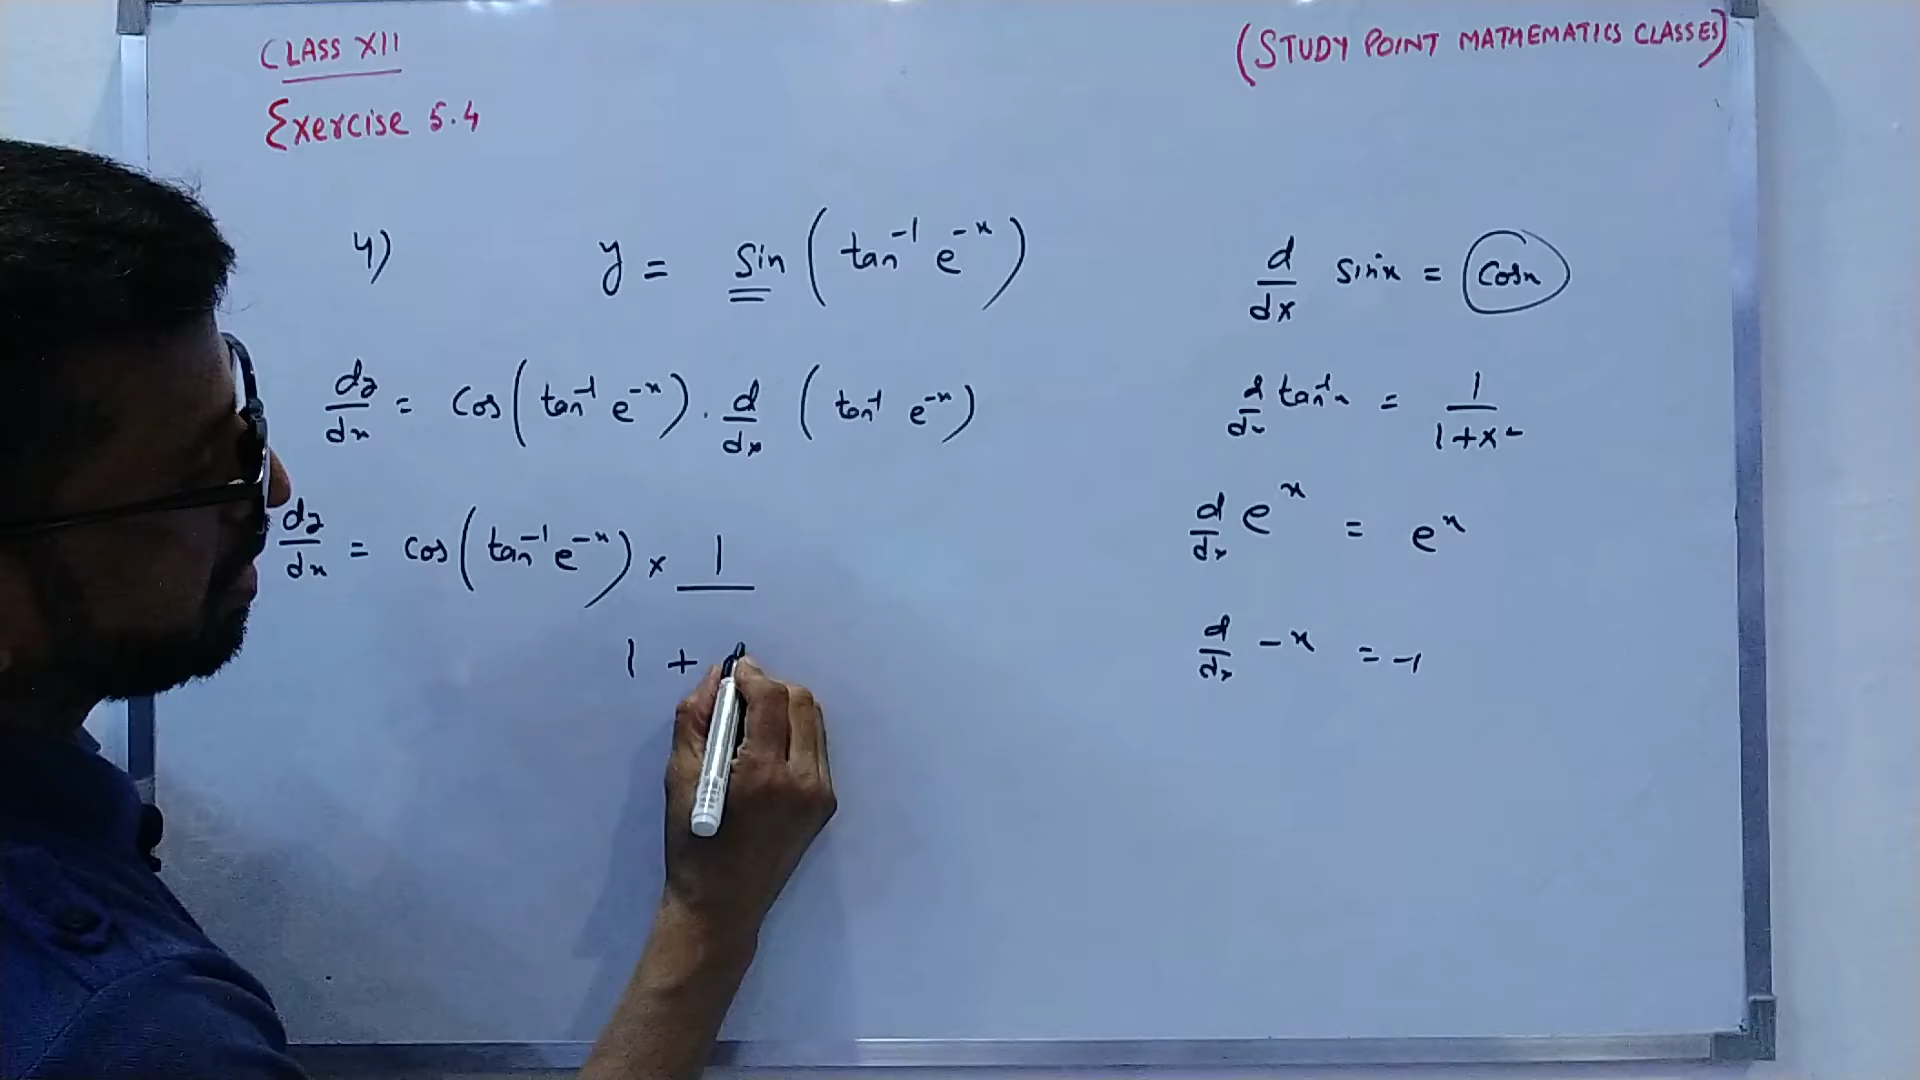 CLASS XII
(STUDY POINT MATHEMATICS CLASSES)
Exercise 5.4
4) y = sin (tan⁻¹ e⁻ˣ)
dy/dx = cos (tan⁻¹ e⁻ˣ) . d/dx (tan⁻¹ e⁻ˣ)
dy/dx = cos (tan⁻¹ e⁻ˣ) × 1
1 +
d/dx sinx = cosx
d/dx tan⁻¹x = 1/1+x²
d/dx eˣ = eˣ
d/dx -x = -1